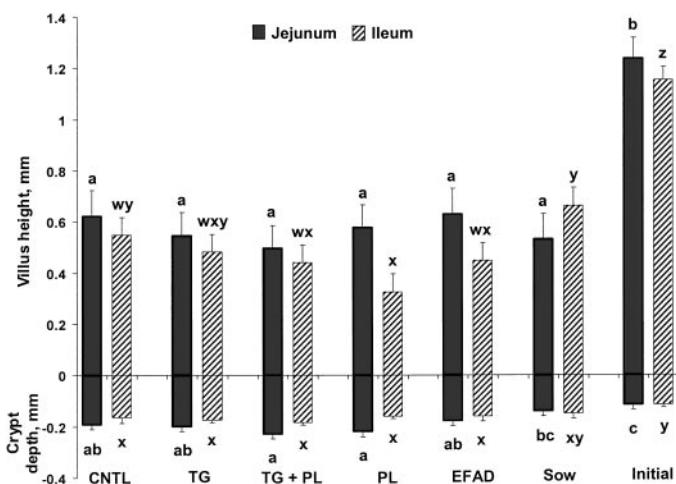 1.4
Jejunum Ileum
b
z
1.2
1
Villus height, mm
0.8
a wy a wxy a wx a x a wx a y
0.6
0.4
0.2
0
Crypt
depth, mm
-0.2
ab x ab x a x a x ab x bc xy c y
-0.4
CNTL TG TG + PL PL EFAD Sow Initial